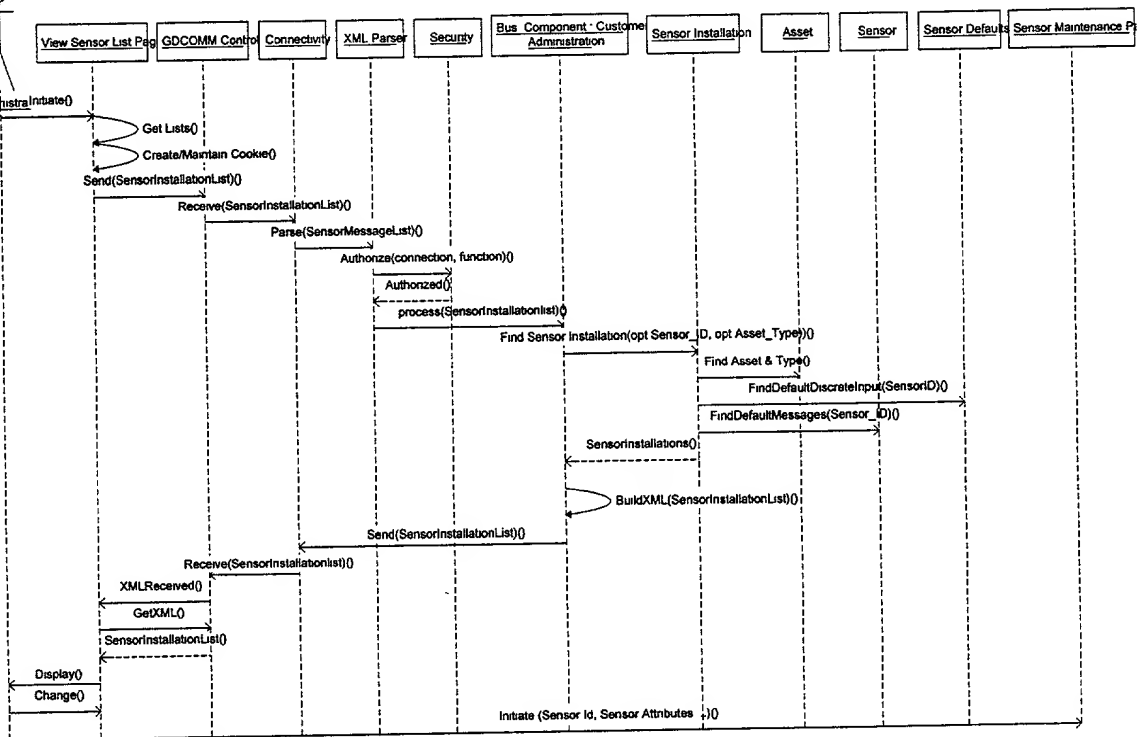 View Sensor List Pag
GDCOMM Control
Connectivity
XML Parser
Security
Bus Component : Customer
Administration
Sensor Installation
Asset
Sensor
Sensor Defaults
Sensor Maintenance P
nistra
Initiate()
Get Lists()
Create/Maintain Cookie()
Send(SensorInstallationList)()
Receive(SensorInstallationList)()
Parse(SensorMessageList)()
Authorize(connection, function)()
Authorized()
process(SensorInstallationlist)()
Find Sensor Installation(opt Sensor_ID, opt Asset_Type))()
Find Asset & Type()
FindDefaultDiscreteInput(SensorID)()
FindDefaultMessages(Sensor_ID)()
SensorInstallations()
BuildXML(SensorInstallationList)()
Send(SensorInstallationList)()
Receive(SensorInstallationlist)()
XMLReceived()
GetXML()
SensorInstallationList()
Display()
Change()
Initiate (Sensor Id, Sensor Attributes ..)()